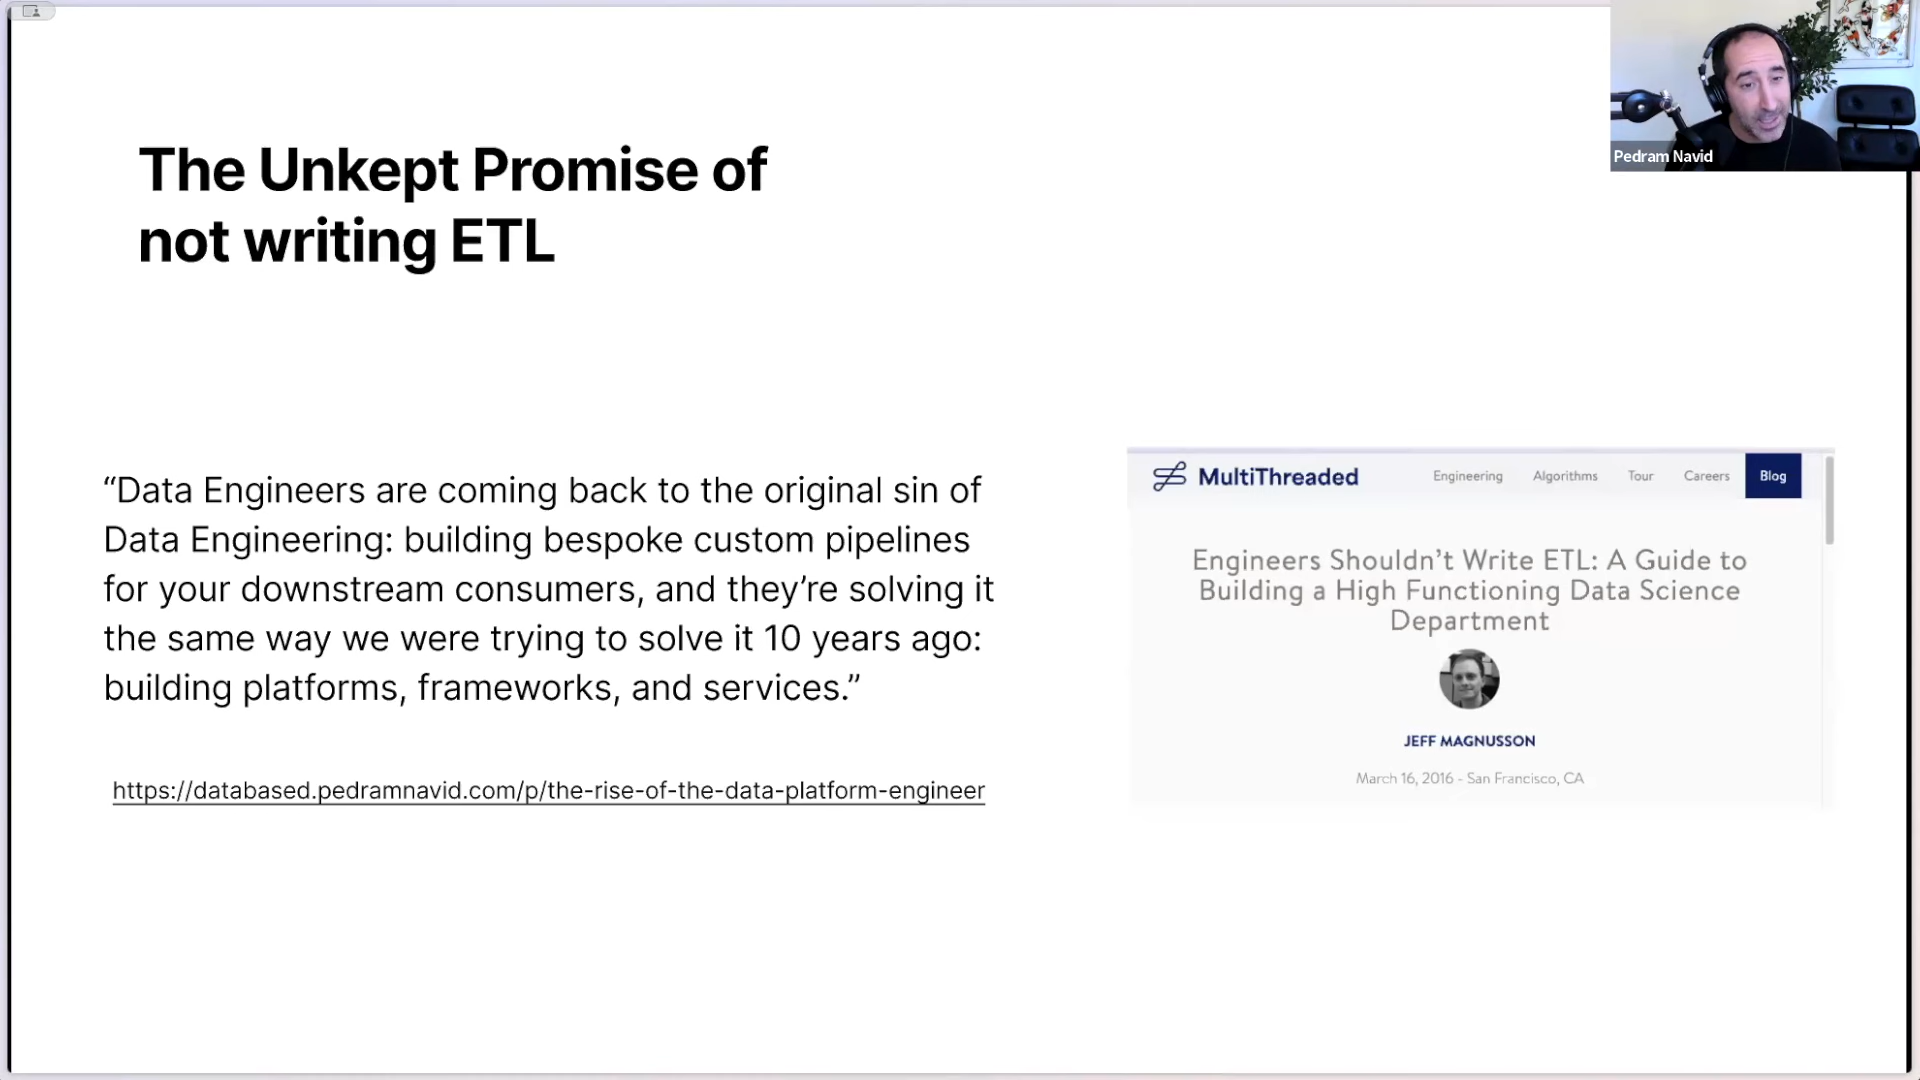 The Unkept Promise of
not writing ETL
“Data Engineers are coming back to the original sin of
Data Engineering: building bespoke custom pipelines
for your downstream consumers, and they’re solving it
the same way we were trying to solve it 10 years ago:
building platforms, frameworks, and services.”
https://databased.pedramnavid.com/p/the-rise-of-the-data-platform-engineer
MultiThreaded
Engineering Algorithms Tour Careers Blog
Engineers Shouldn’t Write ETL: A Guide to
Building a High Functioning Data Science
Department
JEFF MAGNUSSON
March 16, 2016 - San Francisco, CA
Pedram Navid